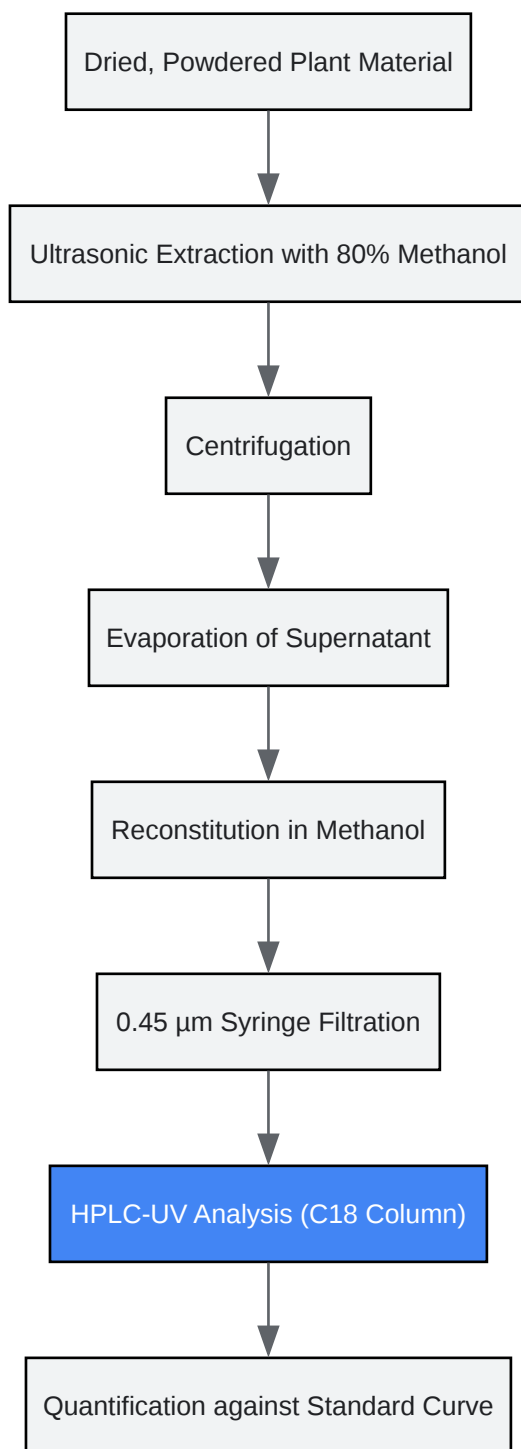 Dried, Powdered Plant Material
Ultrasonic Extraction with 80% Methanol
Centrifugation
Evaporation of Supernatant
Reconstitution in Methanol
0.45 µm Syringe Filtration
HPLC-UV Analysis (C18 Column)
Quantification against Standard Curve